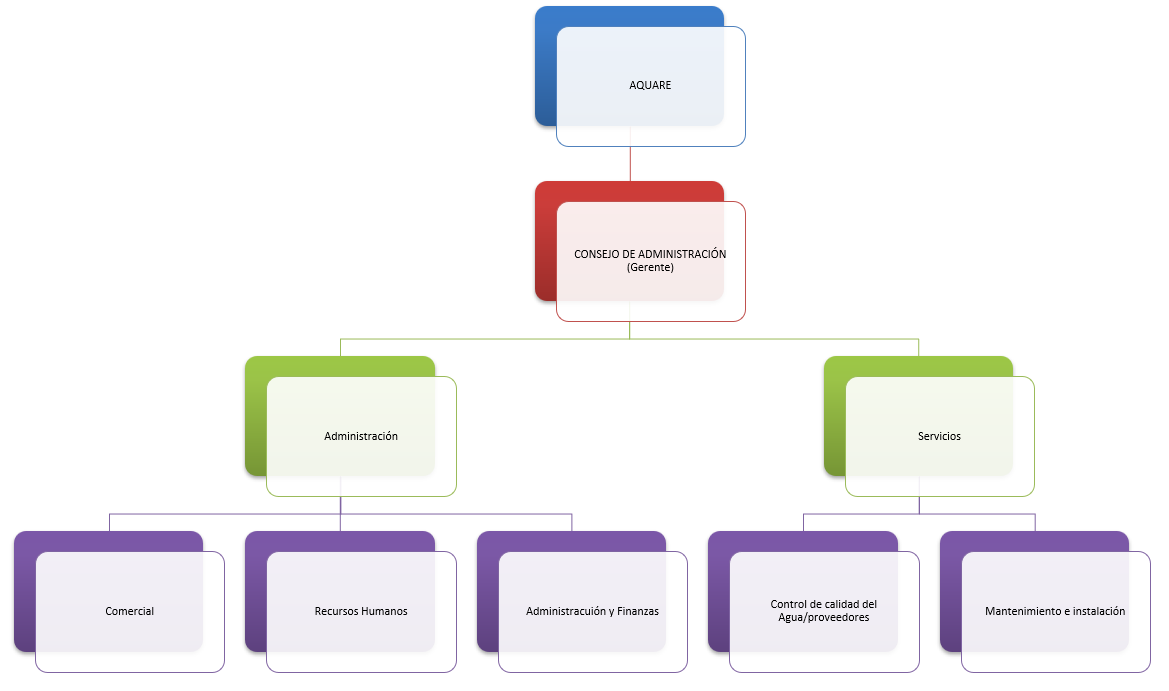 AQUARE
CONSEJO DE ADMINISTRACIÓN
(Gerente)
Administración
Servicios
Comercial
Recursos Humanos
Administracuión y Finanzas
Control de calidad del
Agua/proveedores
Mantenimiento e instalación